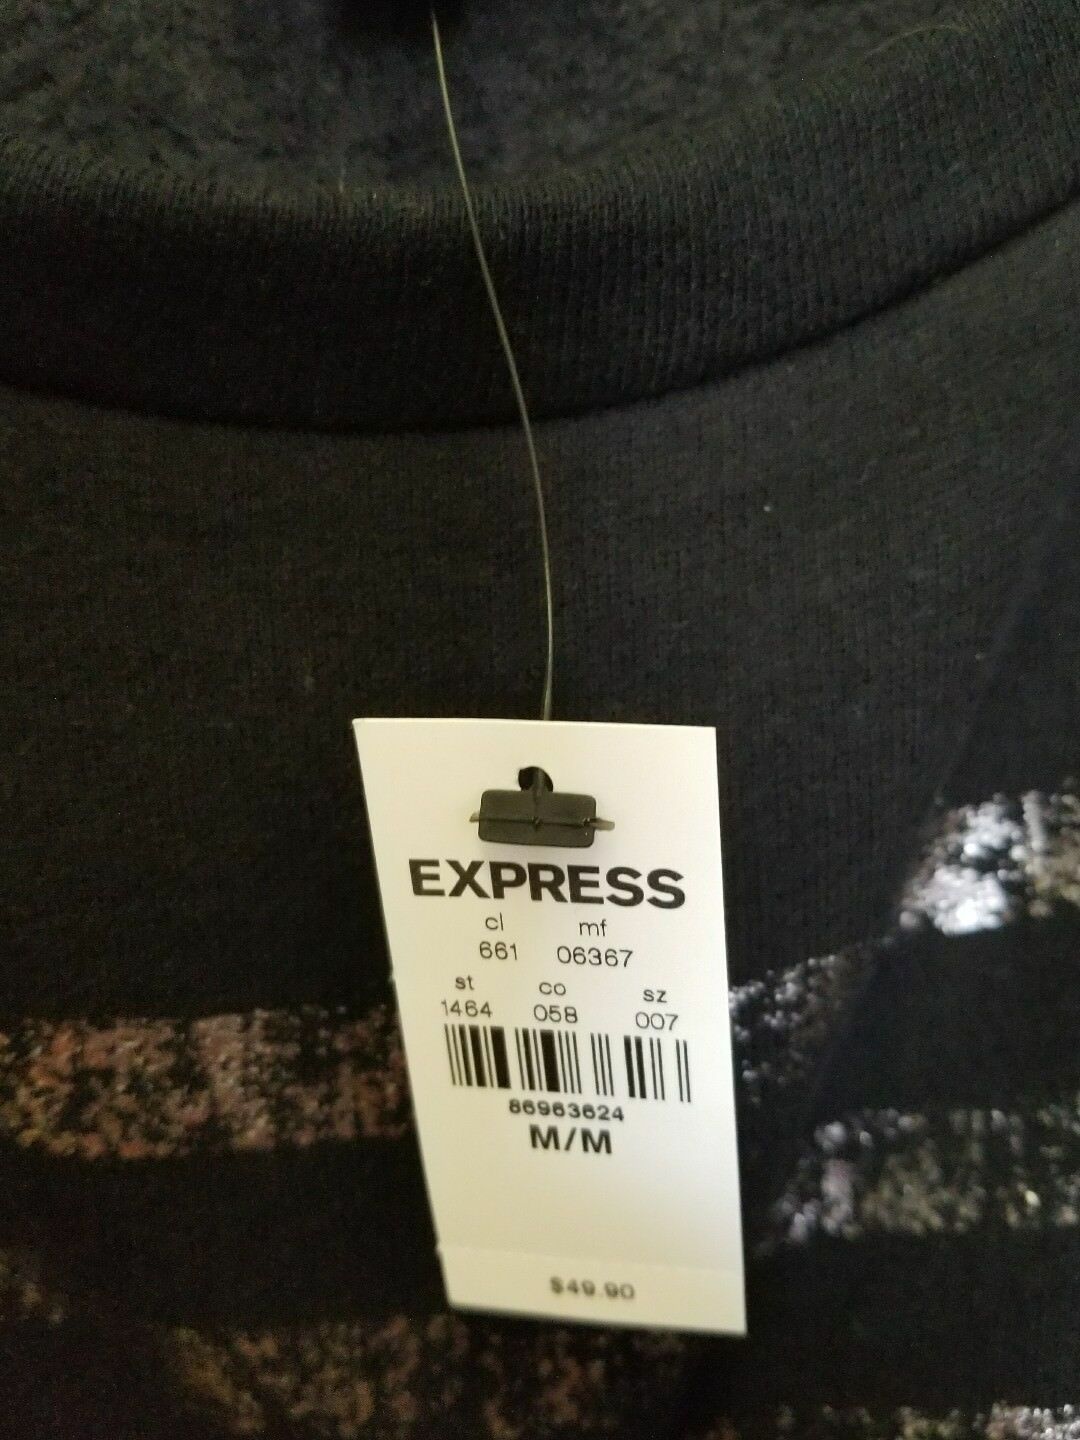 EXPRESS
cl mf
661 06367
st co sz
1464 058 007
86963624
M/M
$49.90